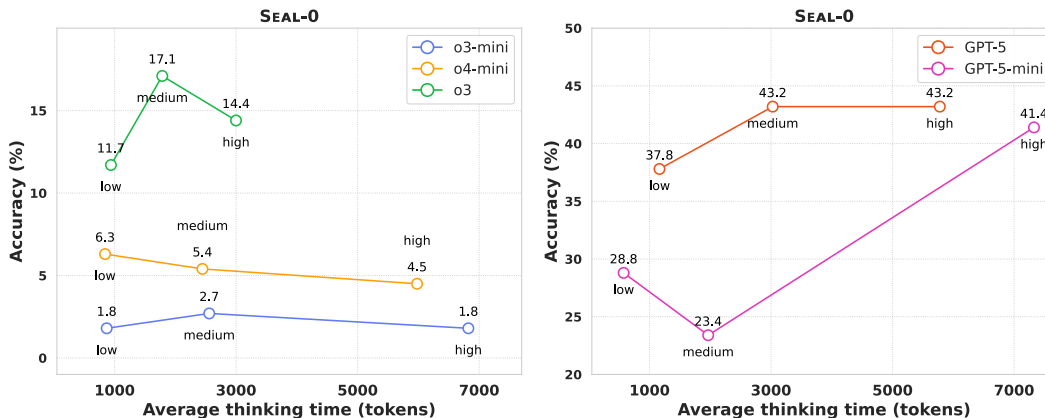 SEAL-0
Accuracy (%)
15
10
5
0
o3-mini
o4-mini
o3
17.1
medium
14.4
high
11.7
low
medium
high
6.3
5.4
4.5
low
1.8
2.7
1.8
low
medium
high
1000
3000
5000
7000
Average thinking time (tokens)
SEAL-0
Accuracy (%)
50
45
40
35
30
25
20
GPT-5
GPT-5-mini
43.2
43.2
41.4
medium
high
high
37.8
low
28.8
low
23.4
medium
1000
3000
5000
7000
Average thinking time (tokens)